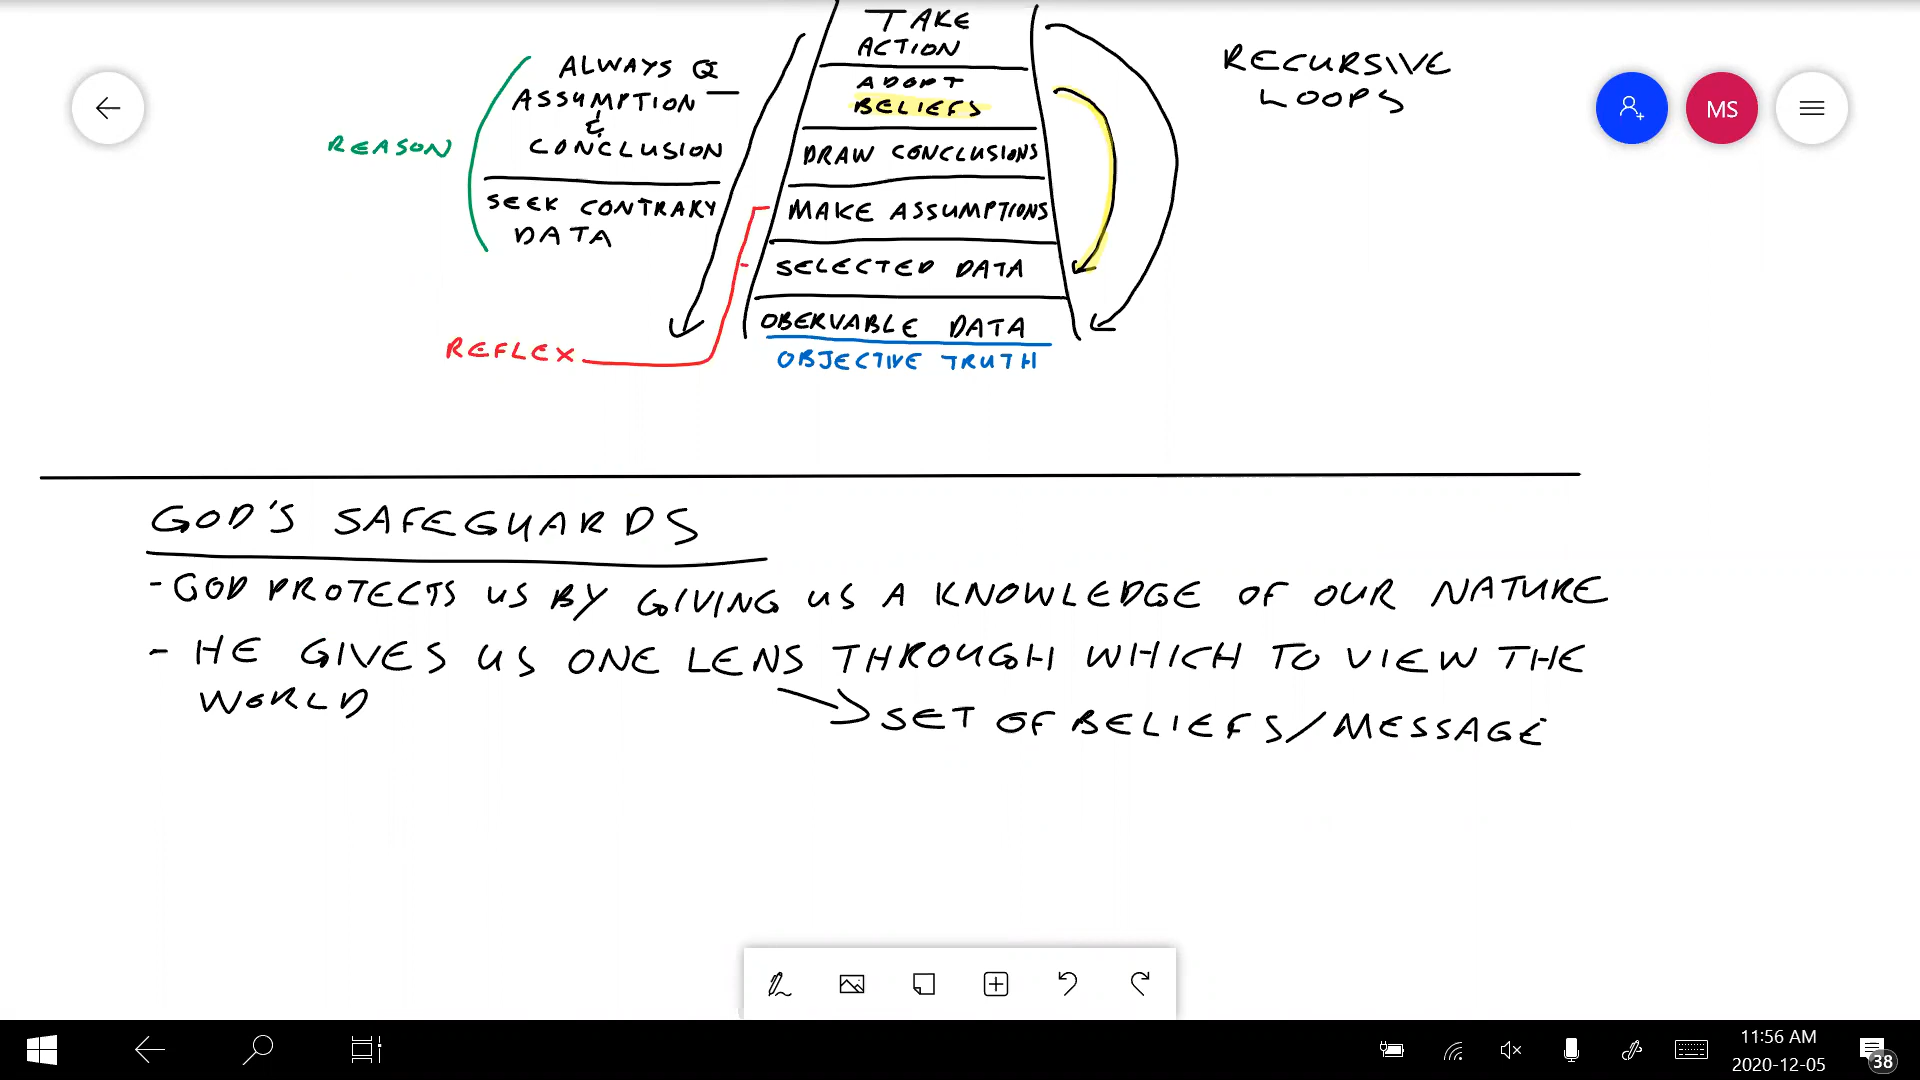 TAKE
ACTION
ADOPT
BELIEFS
DRAW CONCLUSIONS
MAKE ASSUMPTIONS
SELECTED DATA
OBERVABLE DATA
OBJECTIVE TRUTH
ALWAYS Q
ASSUMPTION
&
CONCLUSION
SEEK CONTRARY
DATA
REASON
REFLEX
RECURSIVE
LOOPS
MS
GOD'S SAFEGUARDS
- GOD PROTECTS US BY GIVING US A KNOWLEDGE OF OUR NATURE
- HE GIVES US ONE LENS THROUGH WHICH TO VIEW THE
WORLD
SET OF BELIEFS/MESSAGE
11:56 AM
2020-12-05
38